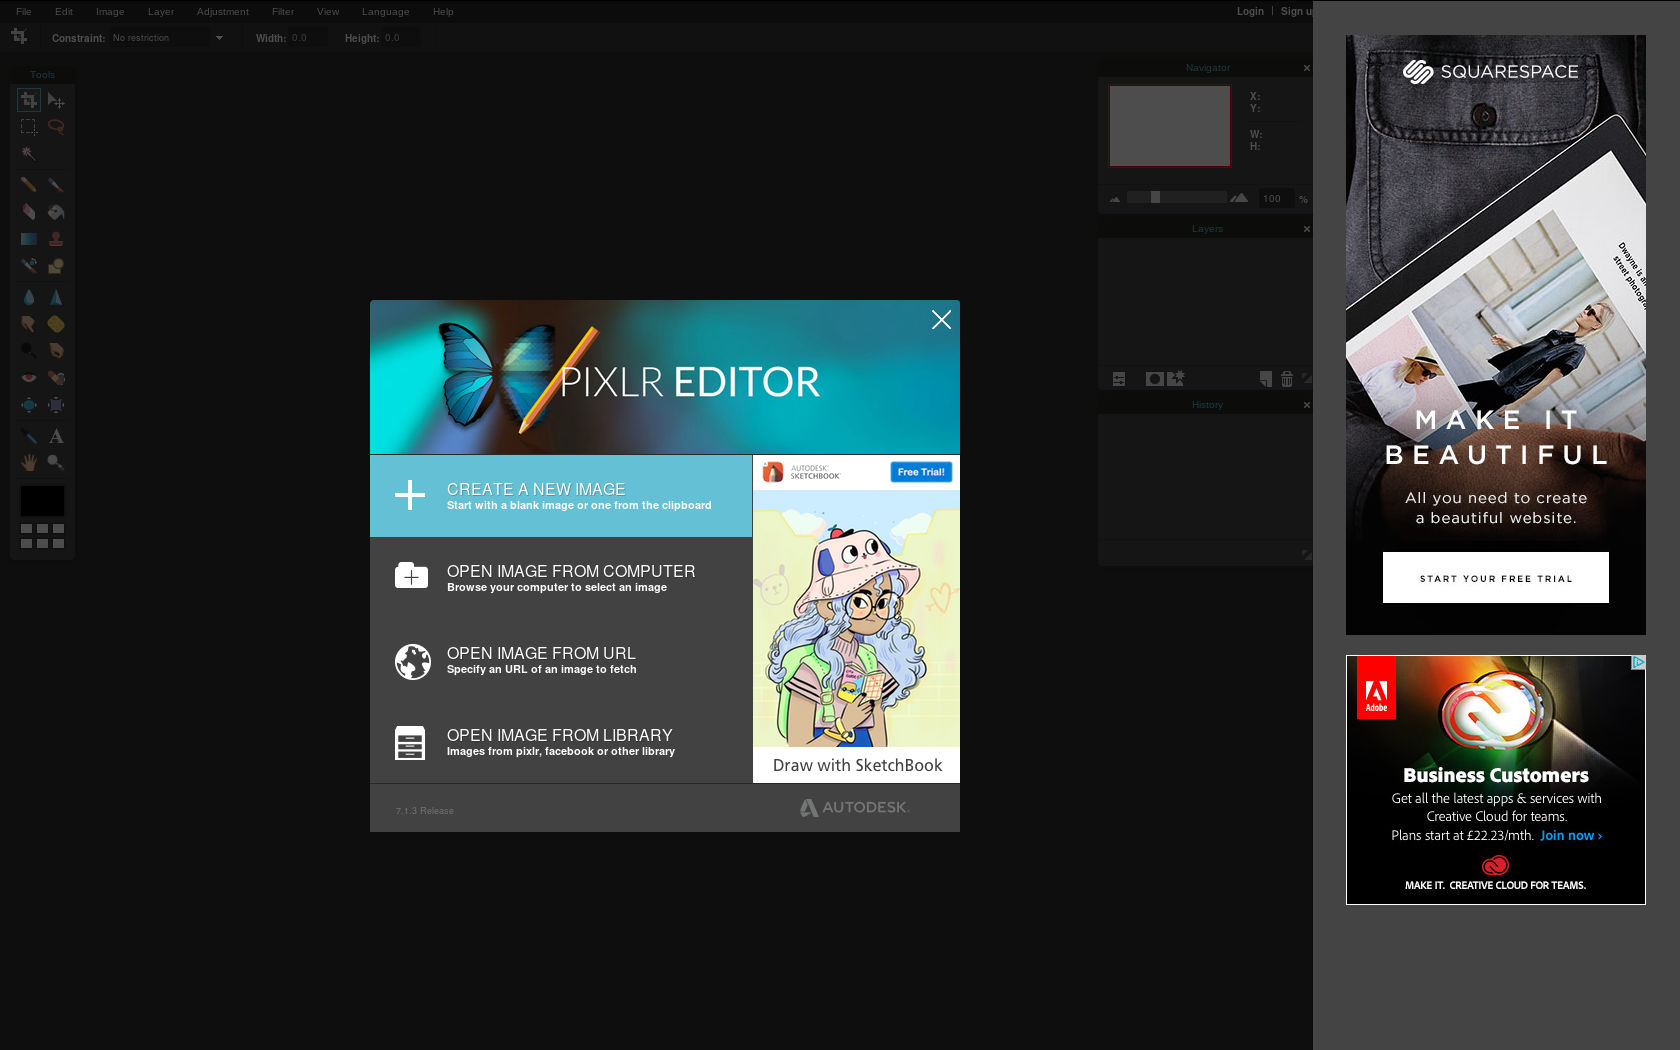 File Edit Image Layer Adjustment Filter View Language Help
Login | Sign u
Constraint: No restriction Width: 0.0 Height: 0.0
Tools
Navigator
X:
Y:
W:
H:
100 %
Layers
History
PIXLR EDITOR
CREATE A NEW IMAGE
Start with a blank image or one from the clipboard
OPEN IMAGE FROM COMPUTER
Browse your computer to select an image
OPEN IMAGE FROM URL
Specify an URL of an image to fetch
OPEN IMAGE FROM LIBRARY
Images from pixlr, facebook or other library
7.1.3 Release
AUTODESK
SKETCHBOOK
Free Trial!
Draw with SketchBook
AUTODESK
SQUARESPACE
Dwayne is a
street photogra
MAKE IT
BEAUTIFUL
All you need to create
a beautiful website.
START YOUR FREE TRIAL
Adobe
Business Customers
Get all the latest apps & services with
Creative Cloud for teams.
Plans start at £22.23/mth. Join now ›
MAKE IT. CREATIVE CLOUD FOR TEAMS.